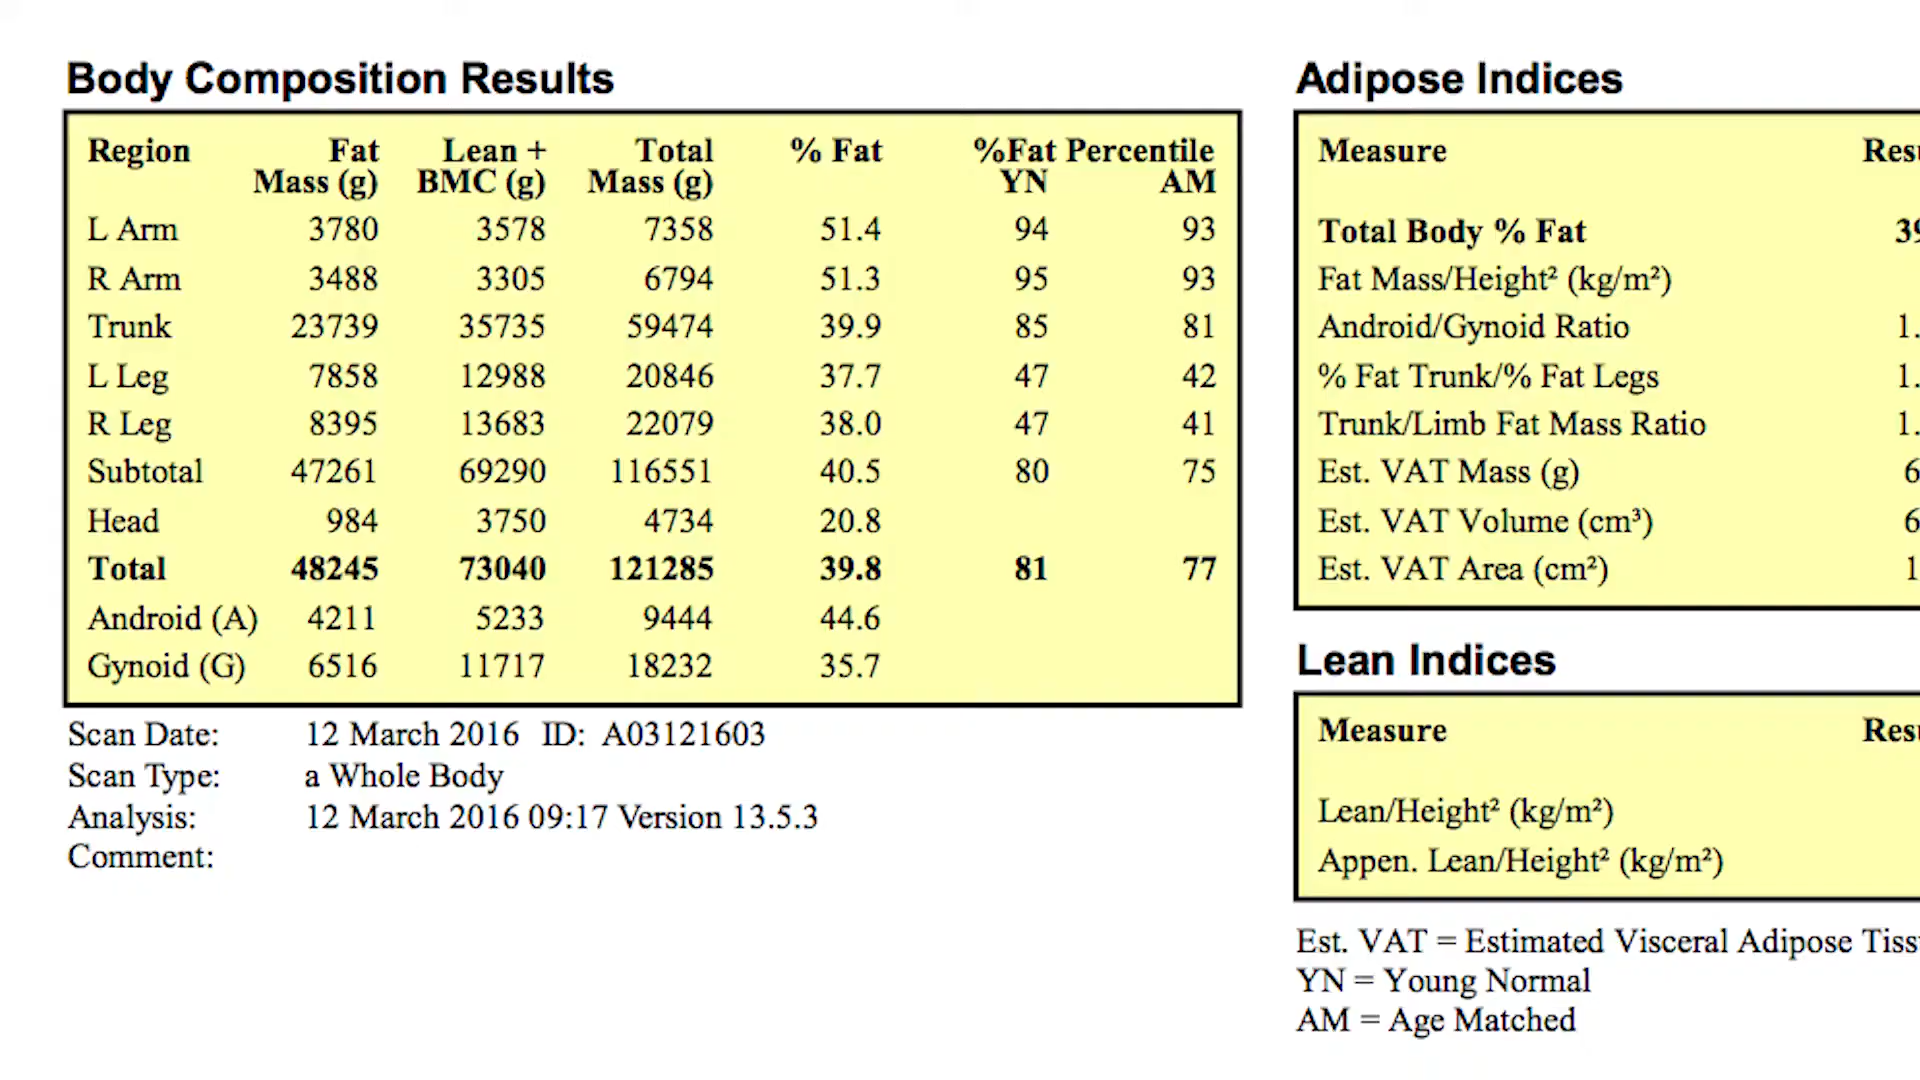 Body Composition Results
Region Fat Mass (g) Lean + BMC (g) Total Mass (g) % Fat %Fat Percentile YN AM
L Arm 3780 3578 7358 51.4 94 93
R Arm 3488 3305 6794 51.3 95 93
Trunk 23739 35735 59474 39.9 85 81
L Leg 7858 12988 20846 37.7 47 42
R Leg 8395 13683 22079 38.0 47 41
Subtotal 47261 69290 116551 40.5 80 75
Head 984 3750 4734 20.8
Total 48245 73040 121285 39.8 81 77
Android (A) 4211 5233 9444 44.6
Gynoid (G) 6516 11717 18232 35.7
Scan Date: 12 March 2016 ID: A03121603
Scan Type: a Whole Body
Analysis: 12 March 2016 09:17 Version 13.5.3
Comment:
Adipose Indices
Measure
Total Body % Fat
Fat Mass/Height² (kg/m²)
Android/Gynoid Ratio
% Fat Trunk/% Fat Legs
Trunk/Limb Fat Mass Ratio
Est. VAT Mass (g)
Est. VAT Volume (cm³)
Est. VAT Area (cm²)
Lean Indices
Measure
Lean/Height² (kg/m²)
Appen. Lean/Height² (kg/m²)
Est. VAT = Estimated Visceral Adipose
YN = Young Normal
AM = Age Matched